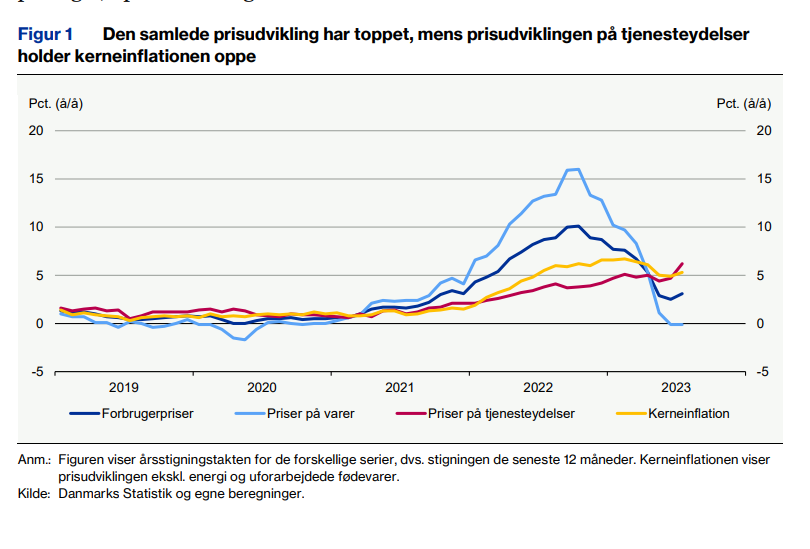 Figur 1 Den samlede prisudvikling har toppet, mens prisudviklingen på tjenesteydelser
holder kerneinflationen oppe
Pct. (å/å) Pct. (å/å)
20 20
15 15
10 10
5 5
0 0
-5 -5
2019 2020 2021 2022 2023
Forbrugerpriser Priser på varer Priser på tjenesteydelser Kerneinflation
Anm.: Figuren viser årsstigningstakten for de forskellige serier, dvs. stigningen de seneste 12 måneder. Kerneinflationen viser
prisudviklingen ekskl. energi og uforarbejdede fødevarer.
Kilde: Danmarks Statistik og egne beregninger.